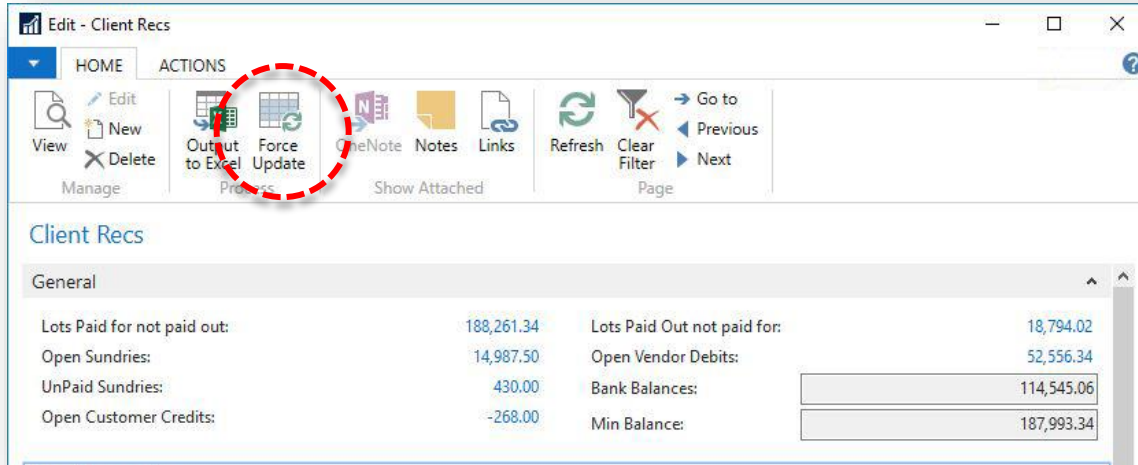 Edit - Client Recs
HOME ACTIONS
View
Edit
New
Delete
Manage
Output to Excel
Force Update
Process
OneNote
Notes
Links
Show Attached
Refresh
Clear Filter
Go to
Previous
Next
Page
Client Recs
General
Lots Paid for not paid out: 188,261.34 Lots Paid Out not paid for: 18,794.02
Open Sundries: 14,987.50 Open Vendor Debits: 52,556.34
UnPaid Sundries: 430.00 Bank Balances: 114,545.06
Open Customer Credits: -268.00 Min Balance: 187,993.34